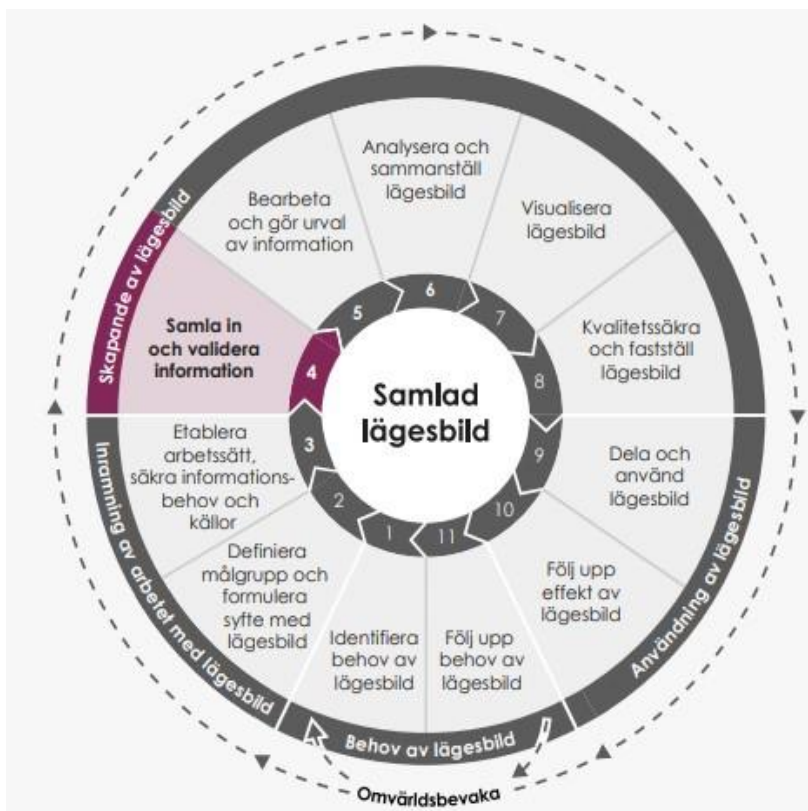 Samlad
lägesbild
1
Identifiera
behov av
lägesbild
2
Definiera
målgrupp och
formulera
syfte med
lägesbild
3
Etablera
arbetssätt,
säkra informations-
behov och
källor
4
Samla in
och validera
information
5
Bearbeta
och gör urval
av information
6
Analysera och
sammanställ
lägesbild
7
Visualisera
lägesbild
8
Kvalitetssäkra
och fastställ
lägesbild
9
Dela och
använd
lägesbild
10
Följ upp
effekt av
lägesbild
11
Följ upp
behov av
lägesbild
Behov av lägesbild
Inramning av arbetet med lägesbild
Skapande av lägesbild
Användning av lägesbild
Omvärldsbevaka